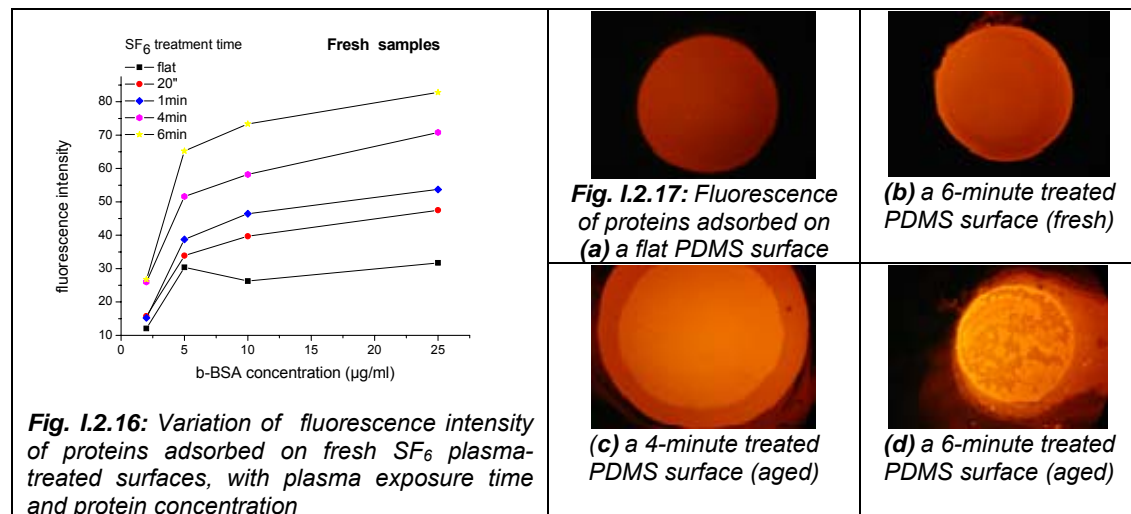 SF6 treatment time
Fresh samples
flat
20"
1min
4min
6min
fluorescence intensity
80
70
60
50
40
30
20
10
0
5
10
15
20
25
b-BSA concentration (µg/ml)
Fig. I.2.16: Variation of fluorescence intensity
of proteins adsorbed on fresh SF6 plasma-
treated surfaces, with plasma exposure time
and protein concentration
Fig. I.2.17: Fluorescence
of proteins adsorbed on
(a) a flat PDMS surface
(b) a 6-minute treated
PDMS surface (fresh)
(c) a 4-minute treated
PDMS surface (aged)
(d) a 6-minute treated
PDMS surface (aged)